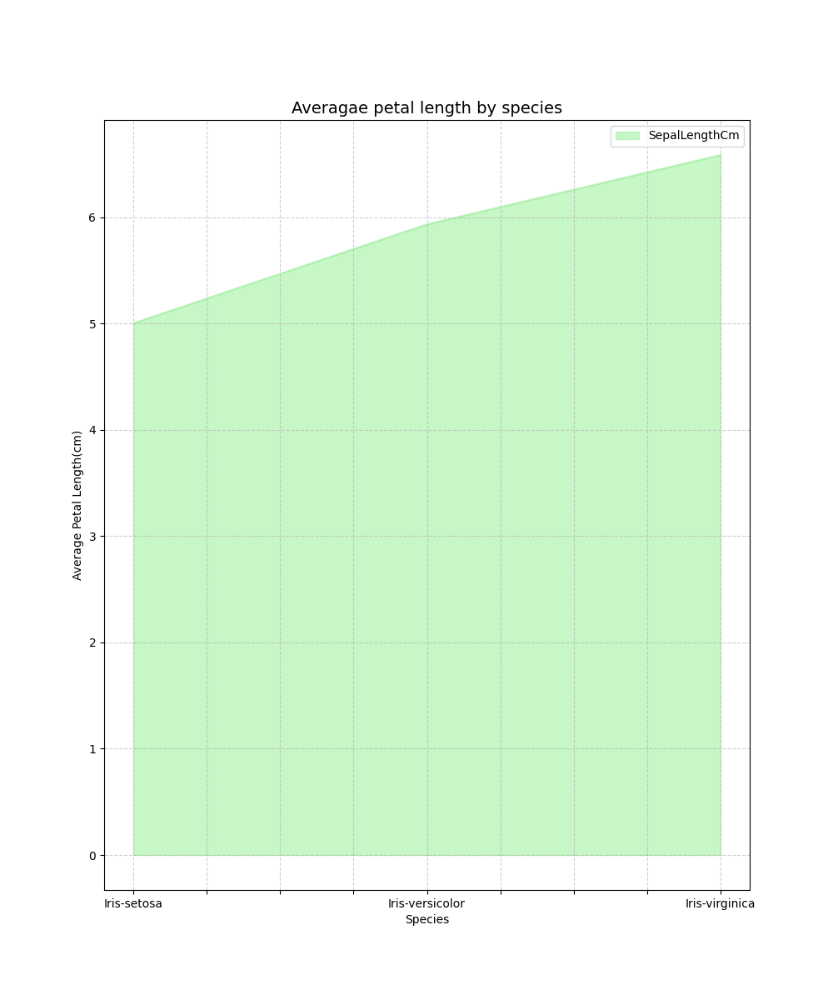 Averagae petal length by species
SepalLengthCm
Average Petal Length(cm)
6
5
4
3
2
1
0
Iris-setosa Iris-versicolor Iris-virginica
Species